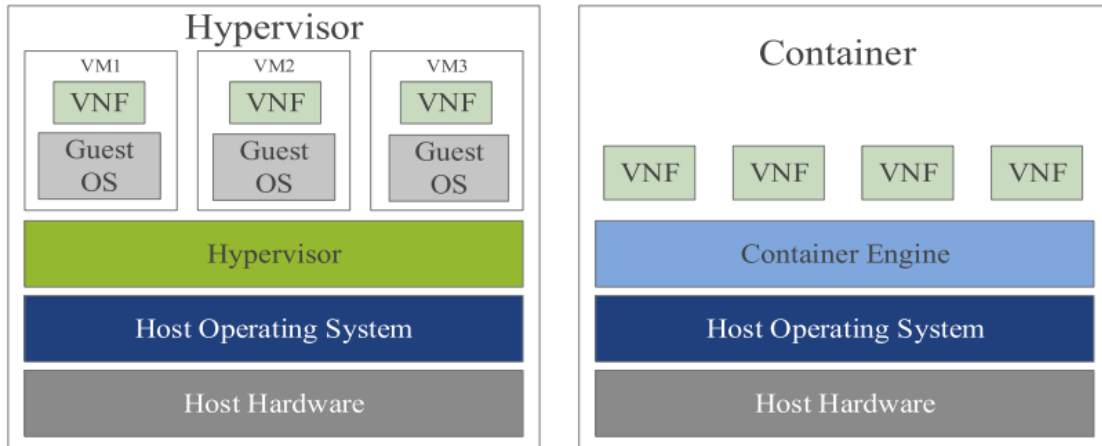 Hypervisor
VM1
VNF
Guest
OS
VM2
VNF
Guest
OS
VM3
VNF
Guest
OS
Hypervisor
Host Operating System
Host Hardware
Container
VNF
VNF
VNF
VNF
Container Engine
Host Operating System
Host Hardware